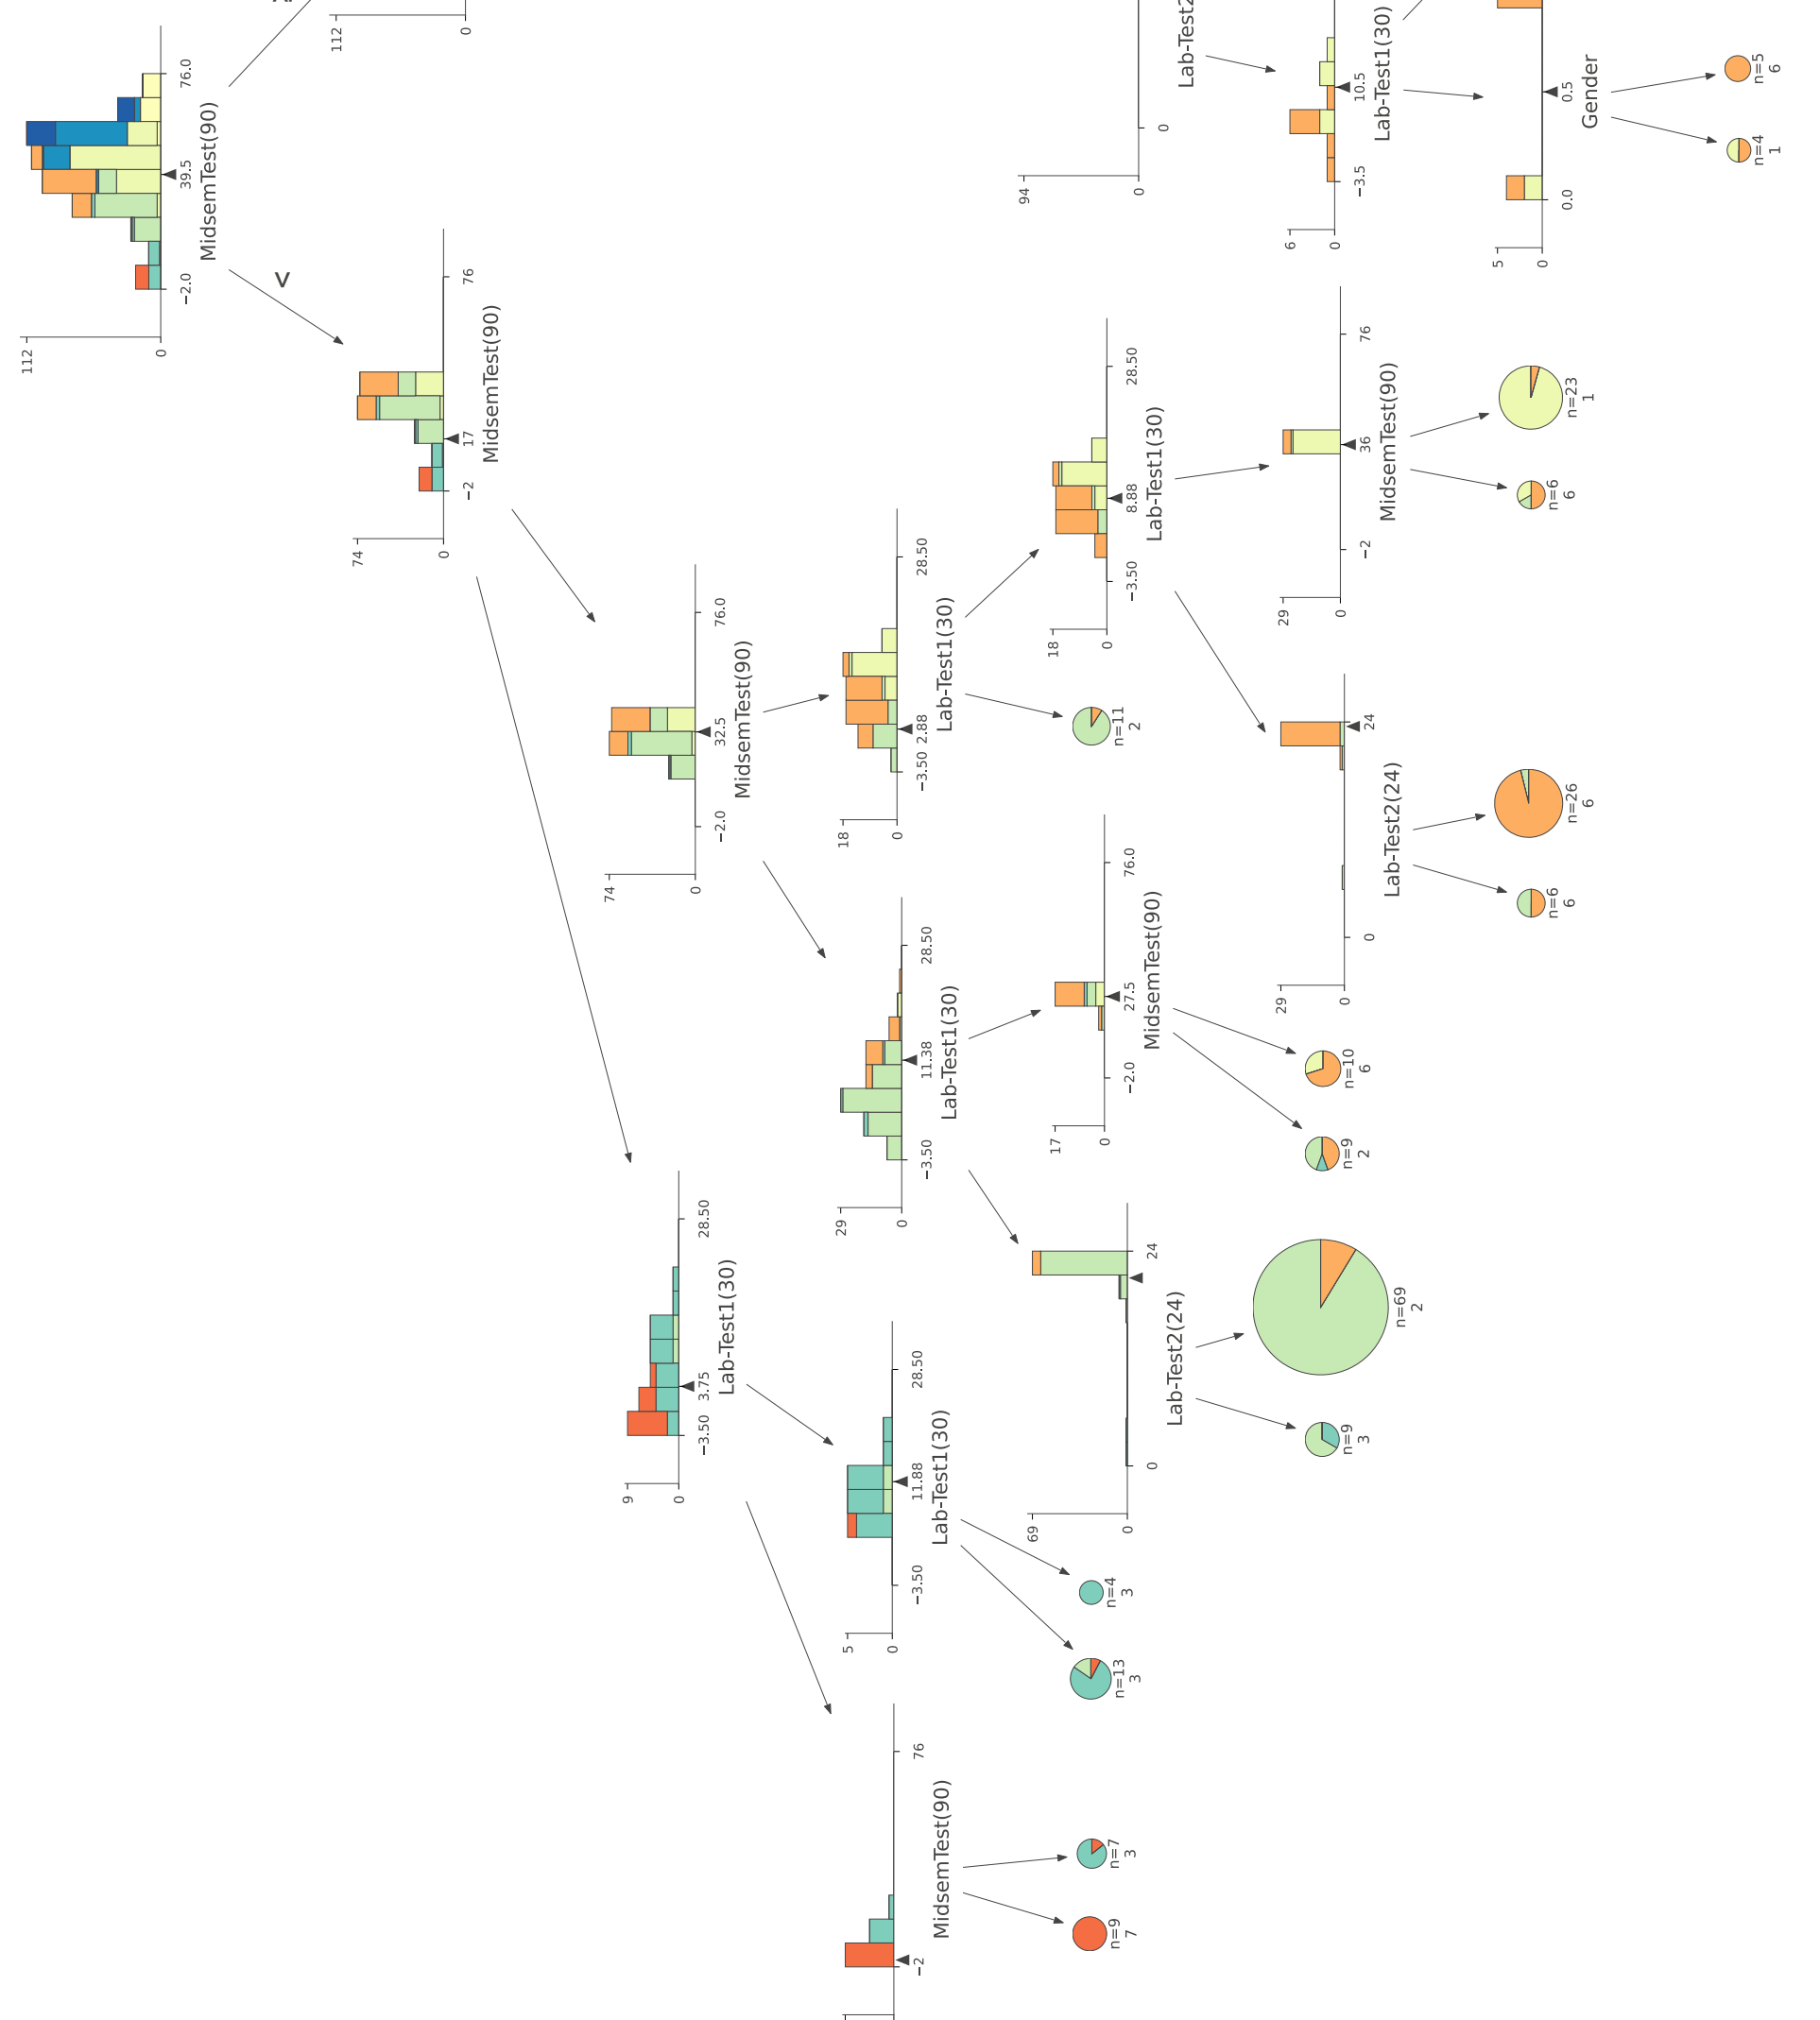 112
0
−2.0
39.5
76.0
MidsemTest(90)
<
112
0
74
0
−2
17
76
MidsemTest(90)
74
0
−2.0
32.5
76.0
MidsemTest(90)
9
0
−3.50
3.75
28.50
Lab-Test1(30)
−2
76
MidsemTest(90)
n=9
7
n=7
3
5
0
−3.50
11.88
28.50
Lab-Test1(30)
n=13
3
n=4
3
29
0
−3.50
11.38
28.50
Lab-Test1(30)
69
0
0
24
Lab-Test2(24)
n=9
3
n=69
2
17
0
−2.0
27.5
76.0
MidsemTest(90)
n=9
2
n=10
6
18
0
−3.50
2.88
28.50
Lab-Test1(30)
n=11
2
18
0
−3.50
8.88
28.50
Lab-Test1(30)
29
0
0
24
Lab-Test2(24)
n=6
6
n=26
6
29
0
−2
36
76
MidsemTest(90)
n=6
6
n=23
1
94
0
0
Lab-Test2
6
0
−3.5
10.5
Lab-Test1(30)
5
0
0.0
0.5
Gender
n=4
1
n=5
6